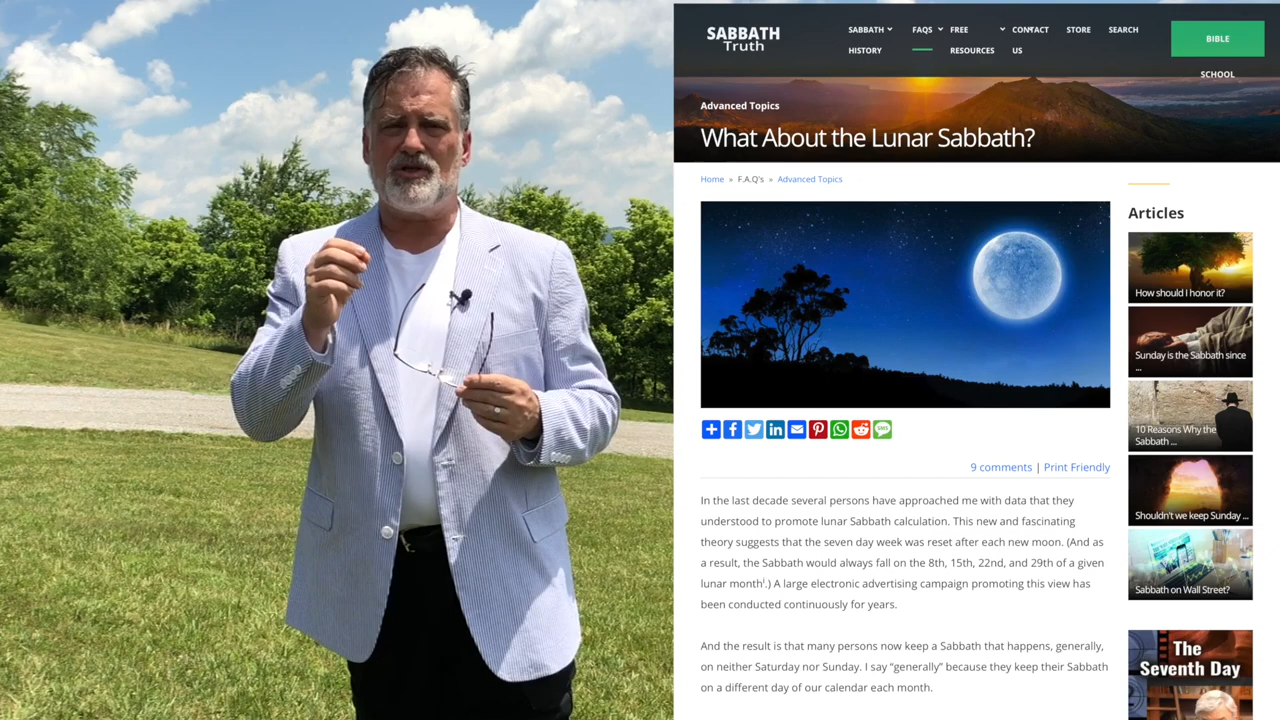 SABBATH
Truth
SABBATH
HISTORY
FAQS
FREE
RESOURCES
CONTACT
US
STORE
SEARCH
BIBLE
SCHOOL
Advanced Topics
What About the Lunar Sabbath?
Home » F.A.Q's » Advanced Topics
9 comments | Print Friendly
In the last decade several persons have approached me with data that they
understood to promote lunar Sabbath calculation. This new and fascinating
theory suggests that the seven day week was reset after each new moon. (And as
a result, the Sabbath would always fall on the 8th, 15th, 22nd, and 29th of a given
lunar monthⁱ.) A large electronic advertising campaign promoting this view has
been conducted continuously for years.
And the result is that many persons now keep a Sabbath that happens, generally,
on neither Saturday nor Sunday. I say “generally” because they keep their Sabbath
on a different day of our calendar each month.
Articles
How should I honor it?
Sunday is the Sabbath since
...
10 Reasons Why the
Sabbath ...
Shouldn't we keep Sunday ...
Sabbath on Wall Street?
The
Seventh Day